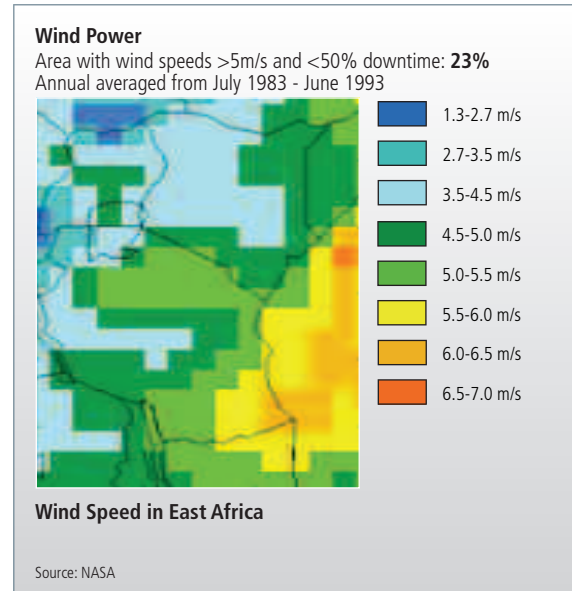 Wind Power
Area with wind speeds >5m/s and <50% downtime: 23%
Annual averaged from July 1983 - June 1993
1.3-2.7 m/s
2.7-3.5 m/s
3.5-4.5 m/s
4.5-5.0 m/s
5.0-5.5 m/s
5.5-6.0 m/s
6.0-6.5 m/s
6.5-7.0 m/s
Wind Speed in East Africa
Source: NASA